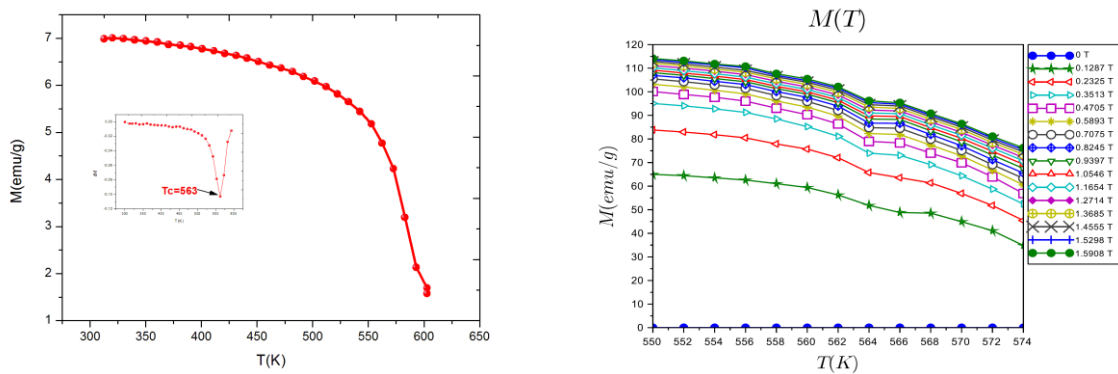 M(emu/g)
7
6
5
4
3
2
1
300
350
400
450
500
550
600
650
T(K)
Tc=563
M(T)
M(emu/g)
120
110
100
90
80
70
60
50
40
30
20
10
0
550
552
554
556
558
560
562
564
566
568
570
572
574
T(K)
0 T
0.1287 T
0.2325 T
0.3513 T
0.4705 T
0.5893 T
0.7075 T
0.8245 T
0.9397 T
1.0546 T
1.1654 T
1.2714 T
1.3685 T
1.4555 T
1.5298 T
1.5908 T